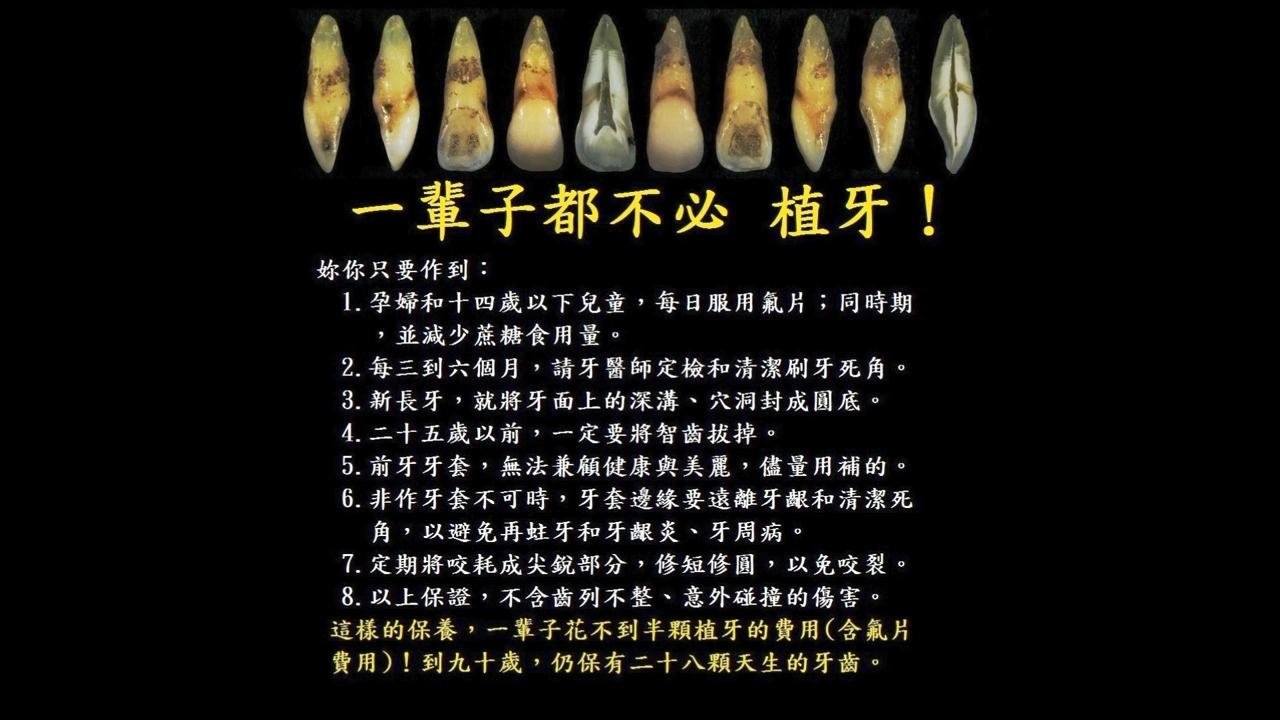 一輩子都不必 植牙！
妳你只要作到：
1.孕婦和十四歲以下兒童，每日服用氟片；同時期
，並減少蔗糖食用量。
2.每三到六個月，請牙醫師定檢和清潔刷牙死角。
3.新長牙，就將牙面上的深溝、穴洞封成圓底。
4.二十五歲以前，一定要將智齒拔掉。
5.前牙牙套，無法兼顧健康與美麗，儘量用補的。
6.非作牙套不可時，牙套邊緣要遠離牙齦和清潔死
角，以避免再蛀牙和牙齦炎、牙周病。
7.定期將咬耗成尖銳部分，修短修圓，以免咬裂。
8.以上保證，不含齒列不整、意外碰撞的傷害。
這樣的保養，一輩子花不到半顆植牙的費用(含氟片
費用)！到九十歲，仍保有二十八顆天生的牙齒。